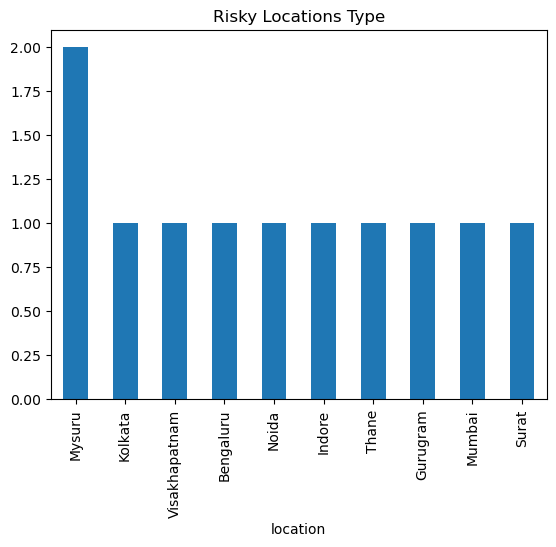 Risky Locations Type
2.00
1.75
1.50
1.25
1.00
0.75
0.50
0.25
0.00
Mysuru
Kolkata
Visakhapatnam
Bengaluru
Noida
Indore
Thane
Gurugram
Mumbai
Surat
location